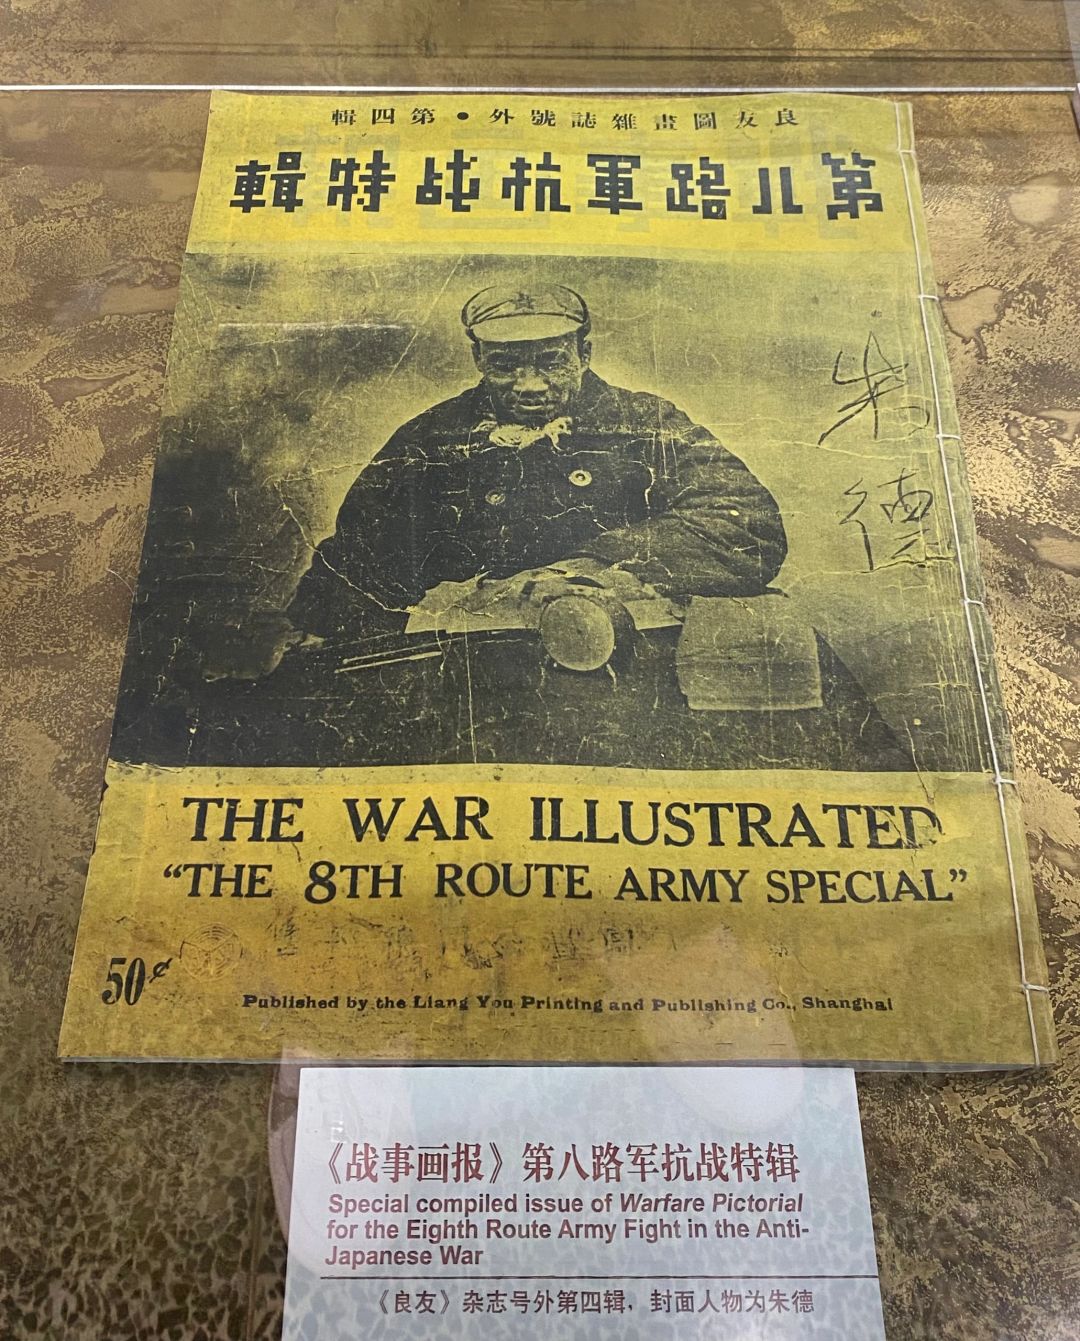 良友圖畫雜誌號外●第四輯
第八路軍抗战特輯
朱德
THE WAR ILLUSTRATED
“THE 8TH ROUTE ARMY SPECIAL”
50¢
Published by the Liang You Printing and Publishing Co., Shanghai
《战事画报》第八路军抗战特辑
Special compiled issue of Warfare Pictorial
for the Eighth Route Army Fight in the Anti-
Japanese War
《良友》杂志号外第四辑，封面人物为朱德